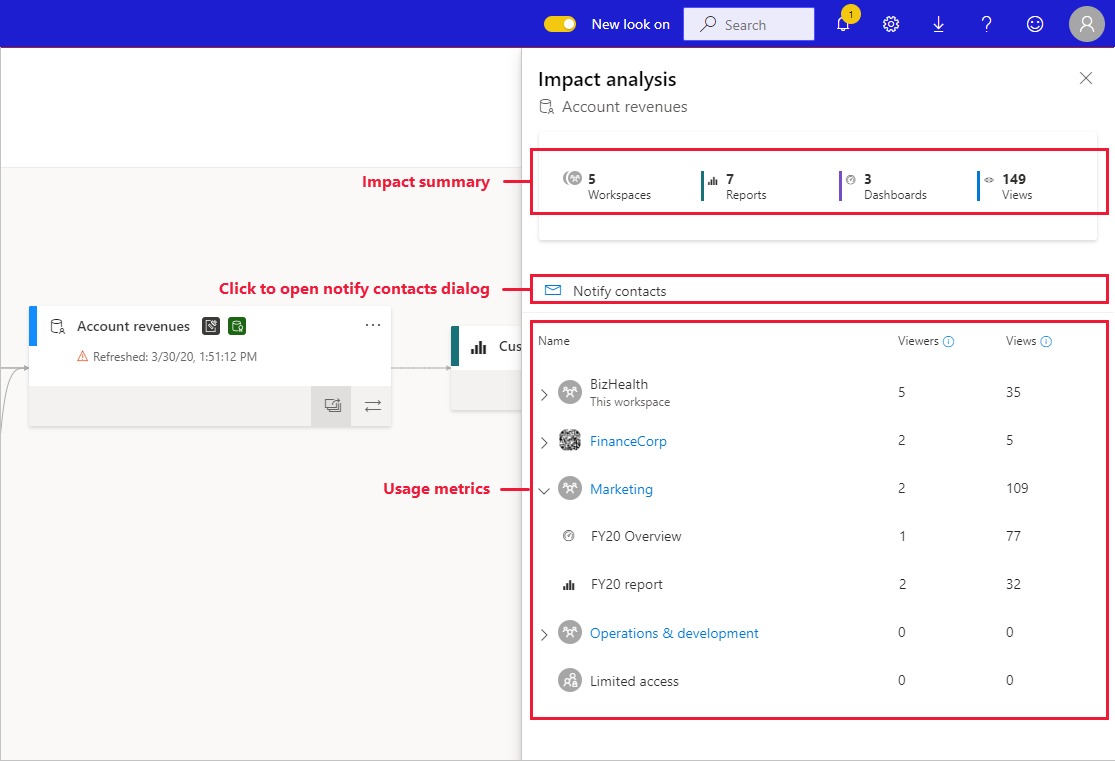 New look on
Search
1
Impact analysis
Account revenues
Impact summary
5
Workspaces
7
Reports
3
Dashboards
149
Views
Click to open notify contacts dialog
Notify contacts
Account revenues
Refreshed: 3/30/20, 1:51:12 PM
Cus
Usage metrics
Name Viewers Views
BizHealth 5 35
This workspace
FinanceCorp 2 5
Marketing 2 109
FY20 Overview 1 77
FY20 report 2 32
Operations & development 0 0
Limited access 0 0